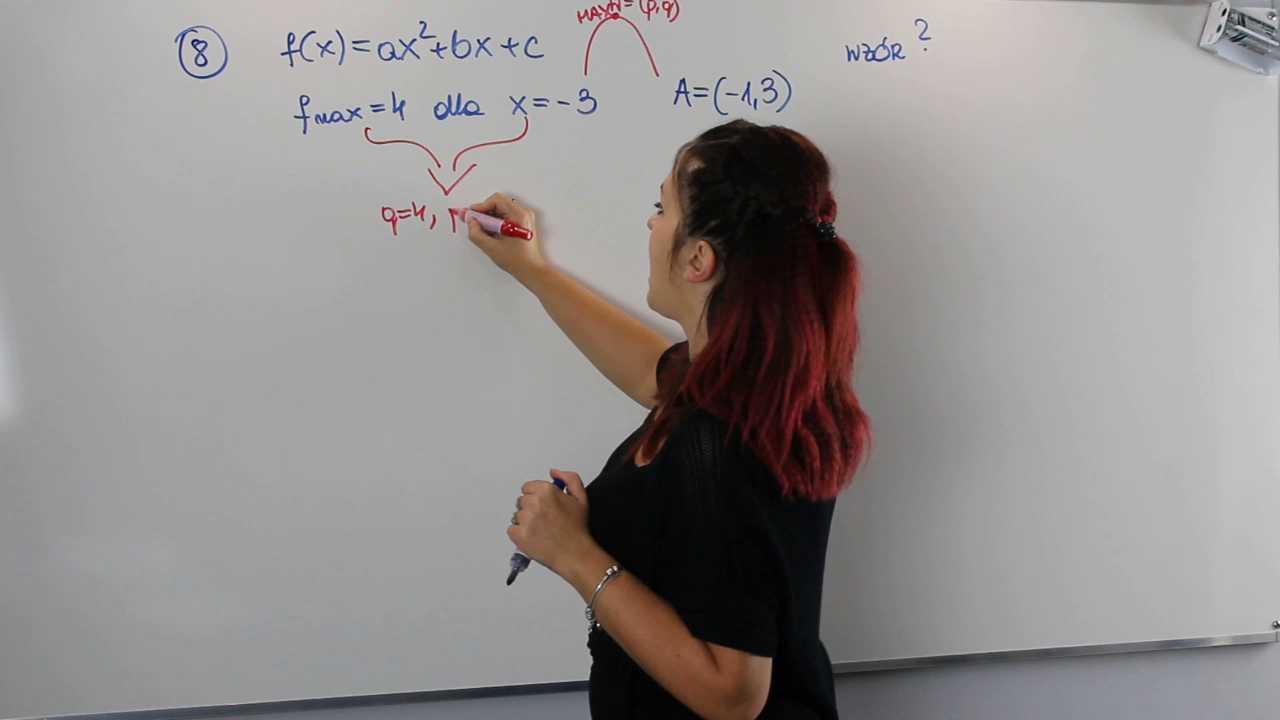 MAX W = (p,q)
8 f(x)=ax²+bx+c wzór ?
fmax=4 dla x=-3 A=(-1,3)
q=4, p